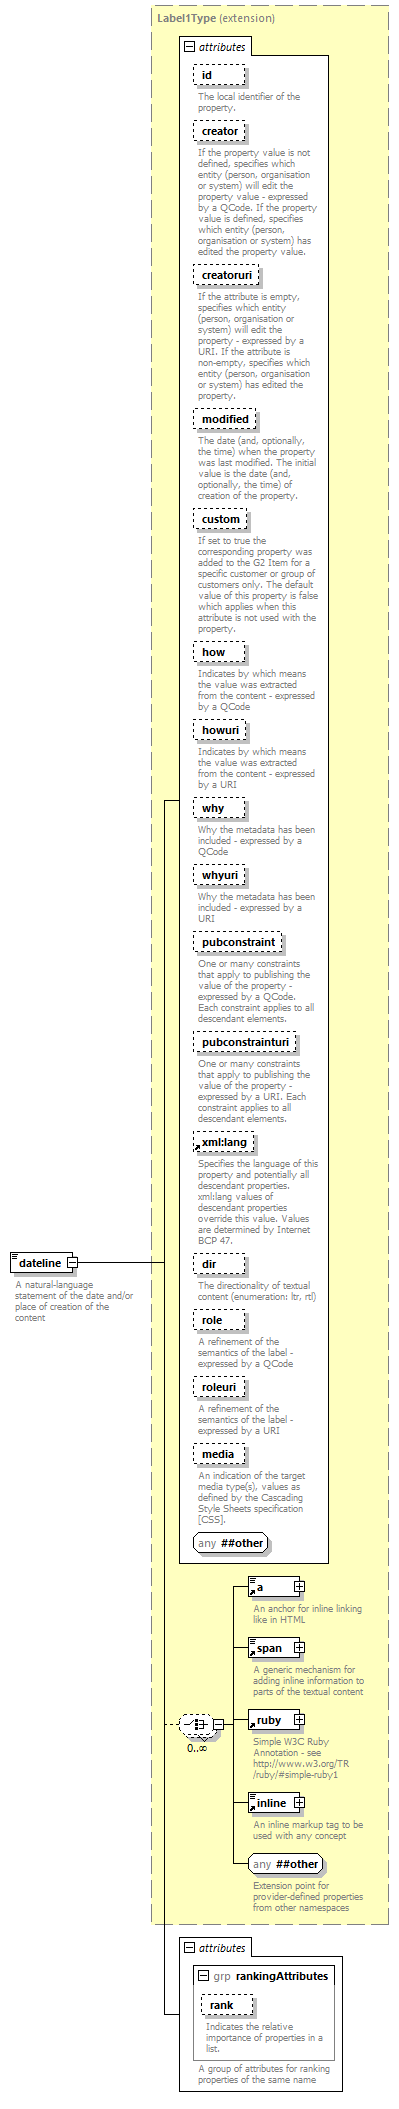 Label1Type (extension)
attributes
id
The local identifier of the
property.
creator
If the property value is not
defined, specifies which
entity (person, organisation
or system) will edit the
property value - expressed
by a QCode. If the property
value is defined, specifies
which entity (person,
organisation or system) has
edited the property value.
creatoruri
If the attribute is empty,
specifies which entity
(person, organisation or
system) will edit the
property - expressed by a
URI. If the attribute is
non-empty, specifies which
entity (person, organisation
or system) has edited the
property.
modified
The date (and, optionally,
the time) when the property
was last modified. The initial
value is the date (and,
optionally, the time) of
creation of the property.
custom
If set to true the
corresponding property was
added to the G2 Item for a
specific customer or group of
customers only. The default
value of this property is false
which applies when this
attribute is not used with the
property.
how
Indicates by which means
the value was extracted
from the content - expressed
by a QCode
howuri
Indicates by which means
the value was extracted
from the content - expressed
by a URI
why
Why the metadata has been
included - expressed by a
QCode
whyuri
Why the metadata has been
included - expressed by a
URI
pubconstraint
One or many constraints
that apply to publishing the
value of the property -
expressed by a QCode.
Each constraint applies to all
descendant elements.
pubconstrainturi
One or many constraints
that apply to publishing the
value of the property -
expressed by a URI. Each
constraint applies to all
descendant elements.
xml:lang
Specifies the language of this
property and potentially all
descendant properties.
xml:lang values of
descendant properties
override this value. Values
are determined by Internet
BCP 47.
dateline
A natural-language
statement of the date and/or
place of creation of the
content
dir
The directionality of textual
content (enumeration: ltr, rtl)
role
A refinement of the
semantics of the label -
expressed by a QCode
roleuri
A refinement of the
semantics of the label -
expressed by a URI
media
An indication of the target
media type(s), values as
defined by the Cascading
Style Sheets specification
[CSS].
any ##other
a
An anchor for inline linking
like in HTML
span
A generic mechanism for
adding inline information to
parts of the textual content
ruby
Simple W3C Ruby
Annotation - see
http://www.w3.org/TR
/ruby/#simple-ruby1
0..∞
inline
An inline markup tag to be
used with any concept
any ##other
Extension point for
provider-defined properties
from other namespaces
attributes
grp rankingAttributes
rank
Indicates the relative
importance of properties in a
list.
A group of attributes for ranking
properties of the same name